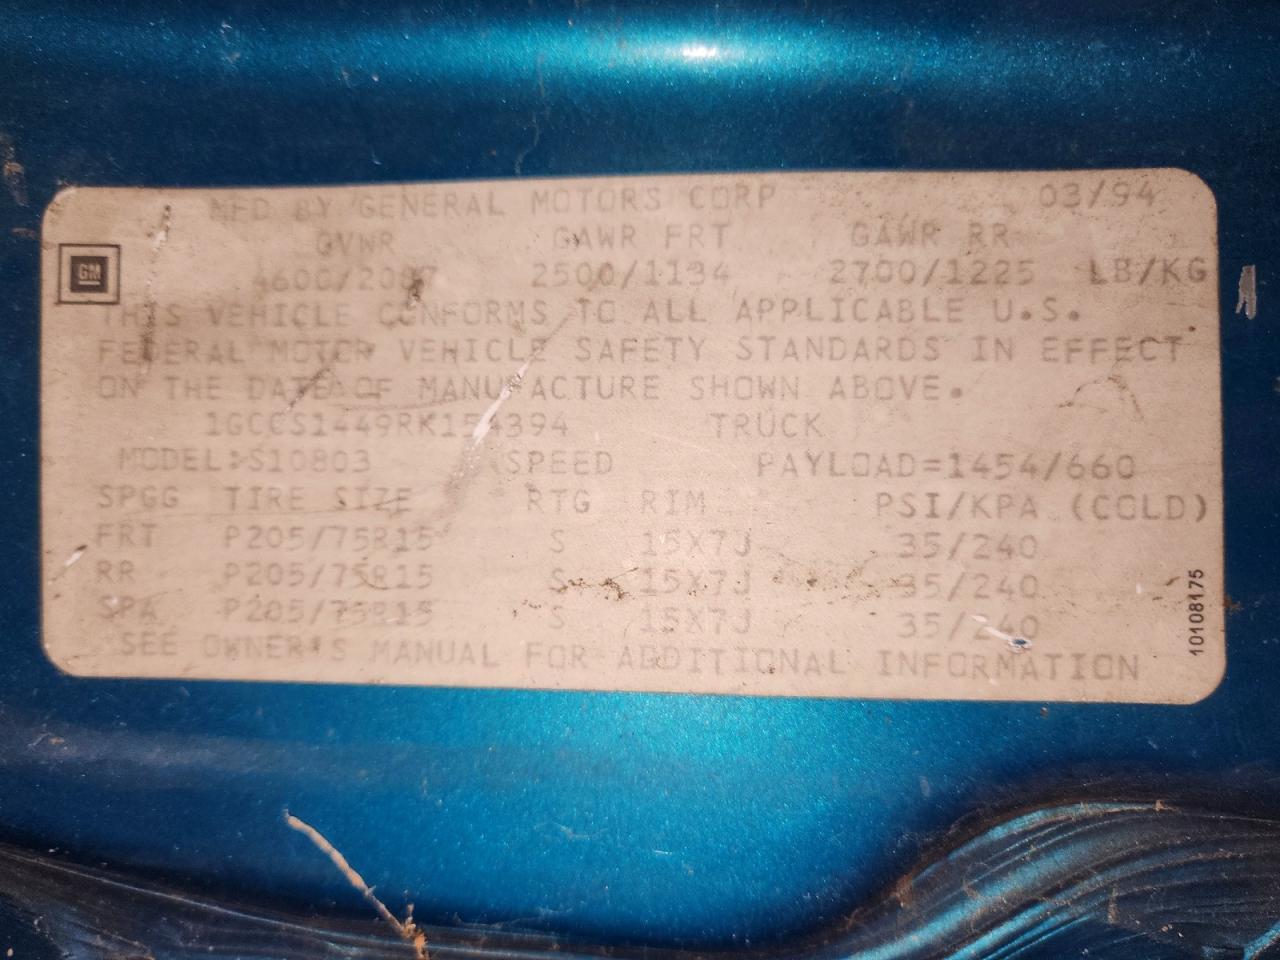 MFD BY GENERAL MOTORS CORP 03/94
GVWR GAWR FRT GAWR RR
GM
4600/2087 2500/1134 2700/1225 LB/KG
THIS VEHICLE CONFORMS TO ALL APPLICABLE U.S.
FEDERAL MOTOR VEHICLE SAFETY STANDARDS IN EFFECT
ON THE DATE OF MANUFACTURE SHOWN ABOVE.
1GCCS1449RK154394 TRUCK
MODEL:S10803 SPEED PAYLOAD=1454/660
SPGG TIRE SIZE RTG RIM PSI/KPA (COLD)
FRT P205/75R15 S 15X7J 35/240
RR P205/75R15 S 15X7J 35/240
SPA P205/75R15 S 15X7J 35/240
SEE OWNER'S MANUAL FOR ADDITIONAL INFORMATION
10108175